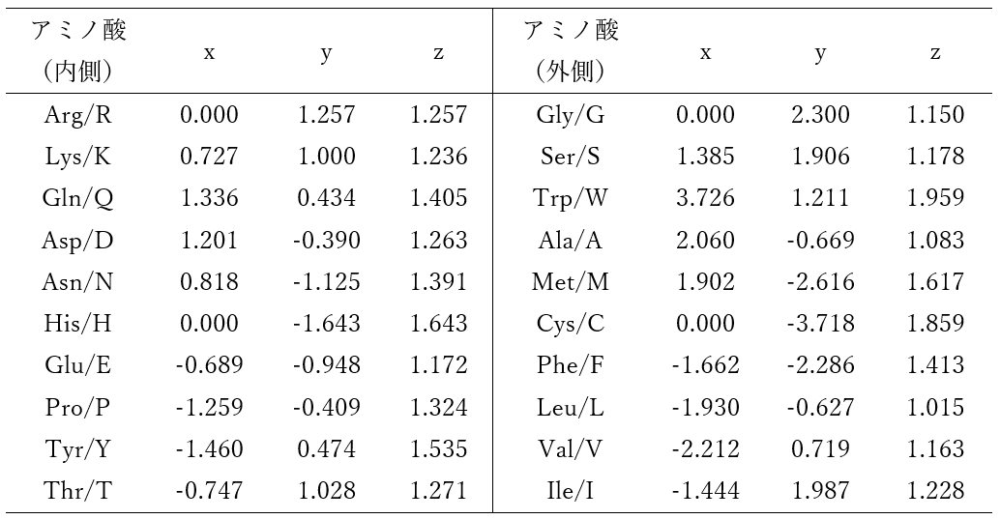 アミノ酸（内側） x y z アミノ酸（外側） x y z
Arg/R 0.000 1.257 1.257 Gly/G 0.000 2.300 1.150
Lys/K 0.727 1.000 1.236 Ser/S 1.385 1.906 1.178
Gln/Q 1.336 0.434 1.405 Trp/W 3.726 1.211 1.959
Asp/D 1.201 -0.390 1.263 Ala/A 2.060 -0.669 1.083
Asn/N 0.818 -1.125 1.391 Met/M 1.902 -2.616 1.617
His/H 0.000 -1.643 1.643 Cys/C 0.000 -3.718 1.859
Glu/E -0.689 -0.948 1.172 Phe/F -1.662 -2.286 1.413
Pro/P -1.259 -0.409 1.324 Leu/L -1.930 -0.627 1.015
Tyr/Y -1.460 0.474 1.535 Val/V -2.212 0.719 1.163
Thr/T -0.747 1.028 1.271 Ile/I -1.444 1.987 1.228